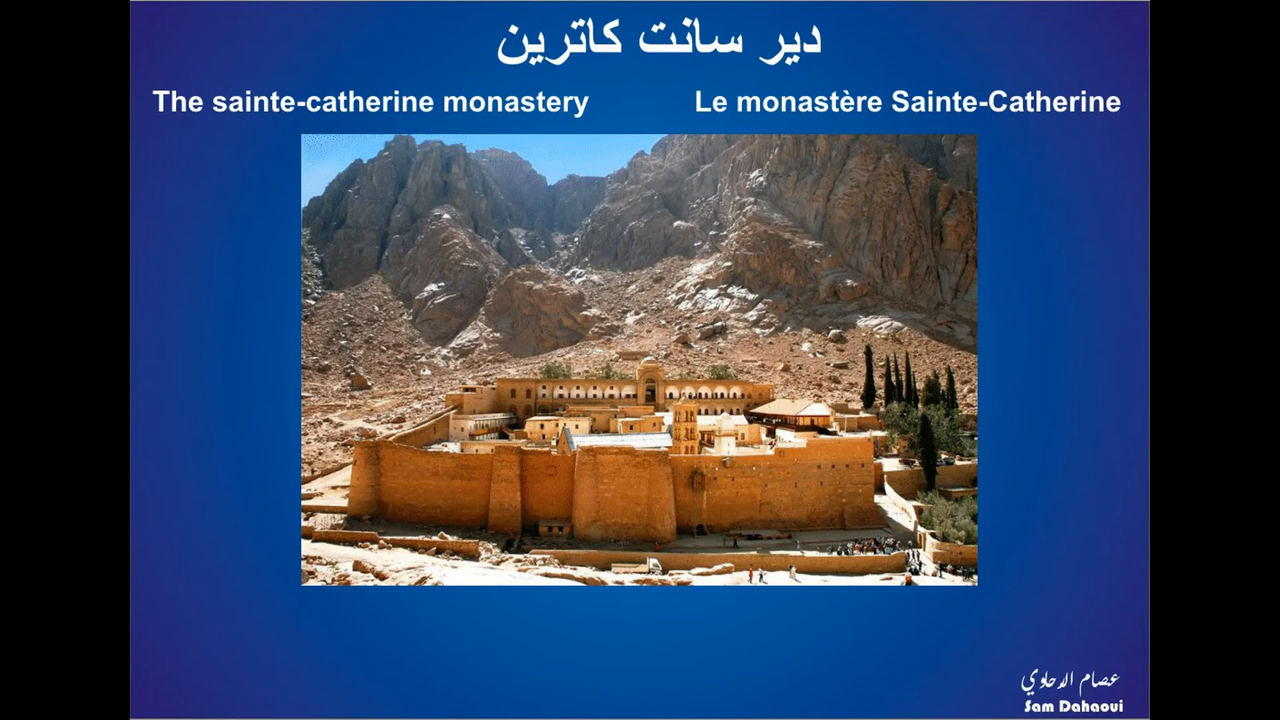 دير سانت كاترين
The sainte-catherine monastery
Le monastère Sainte-Catherine
عصام الدحاوي
Sam Dahaoui